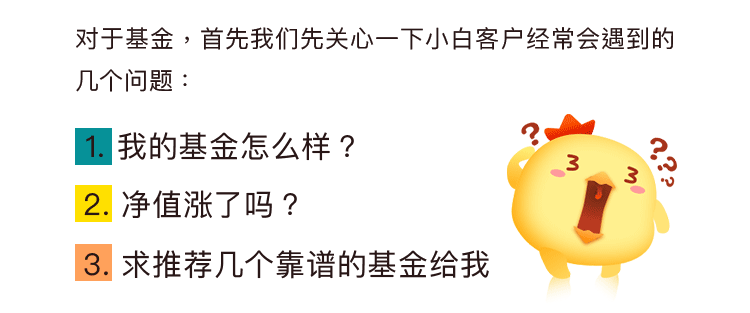 对于基金，首先我们先关心一下小白客户经常会遇到的
几个问题：
1. 我的基金怎么样？
2. 净值涨了吗？
3. 求推荐几个靠谱的基金给我
? ?
? ? ?